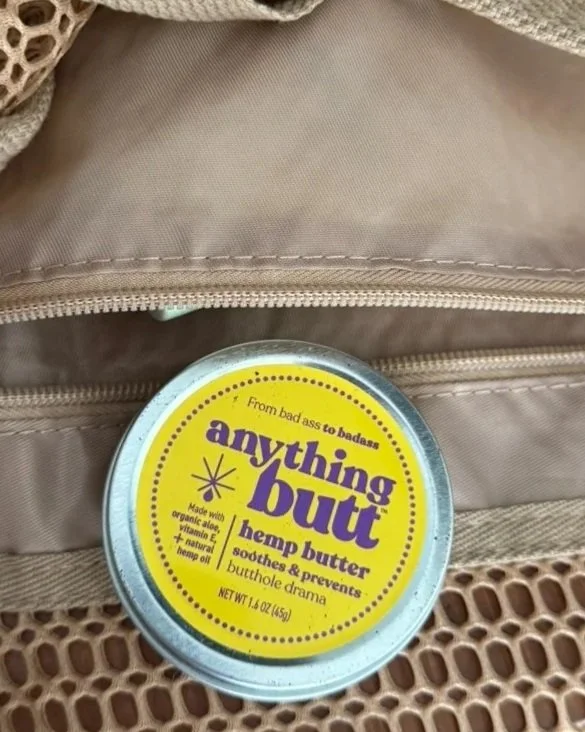 From bad ass to badass
anything
butt™
Made with
organic aloe,
vitamin E,
+ natural
hemp oil
hemp butter
soothes & prevents
butthole drama
NET WT 1.6 OZ (45g)